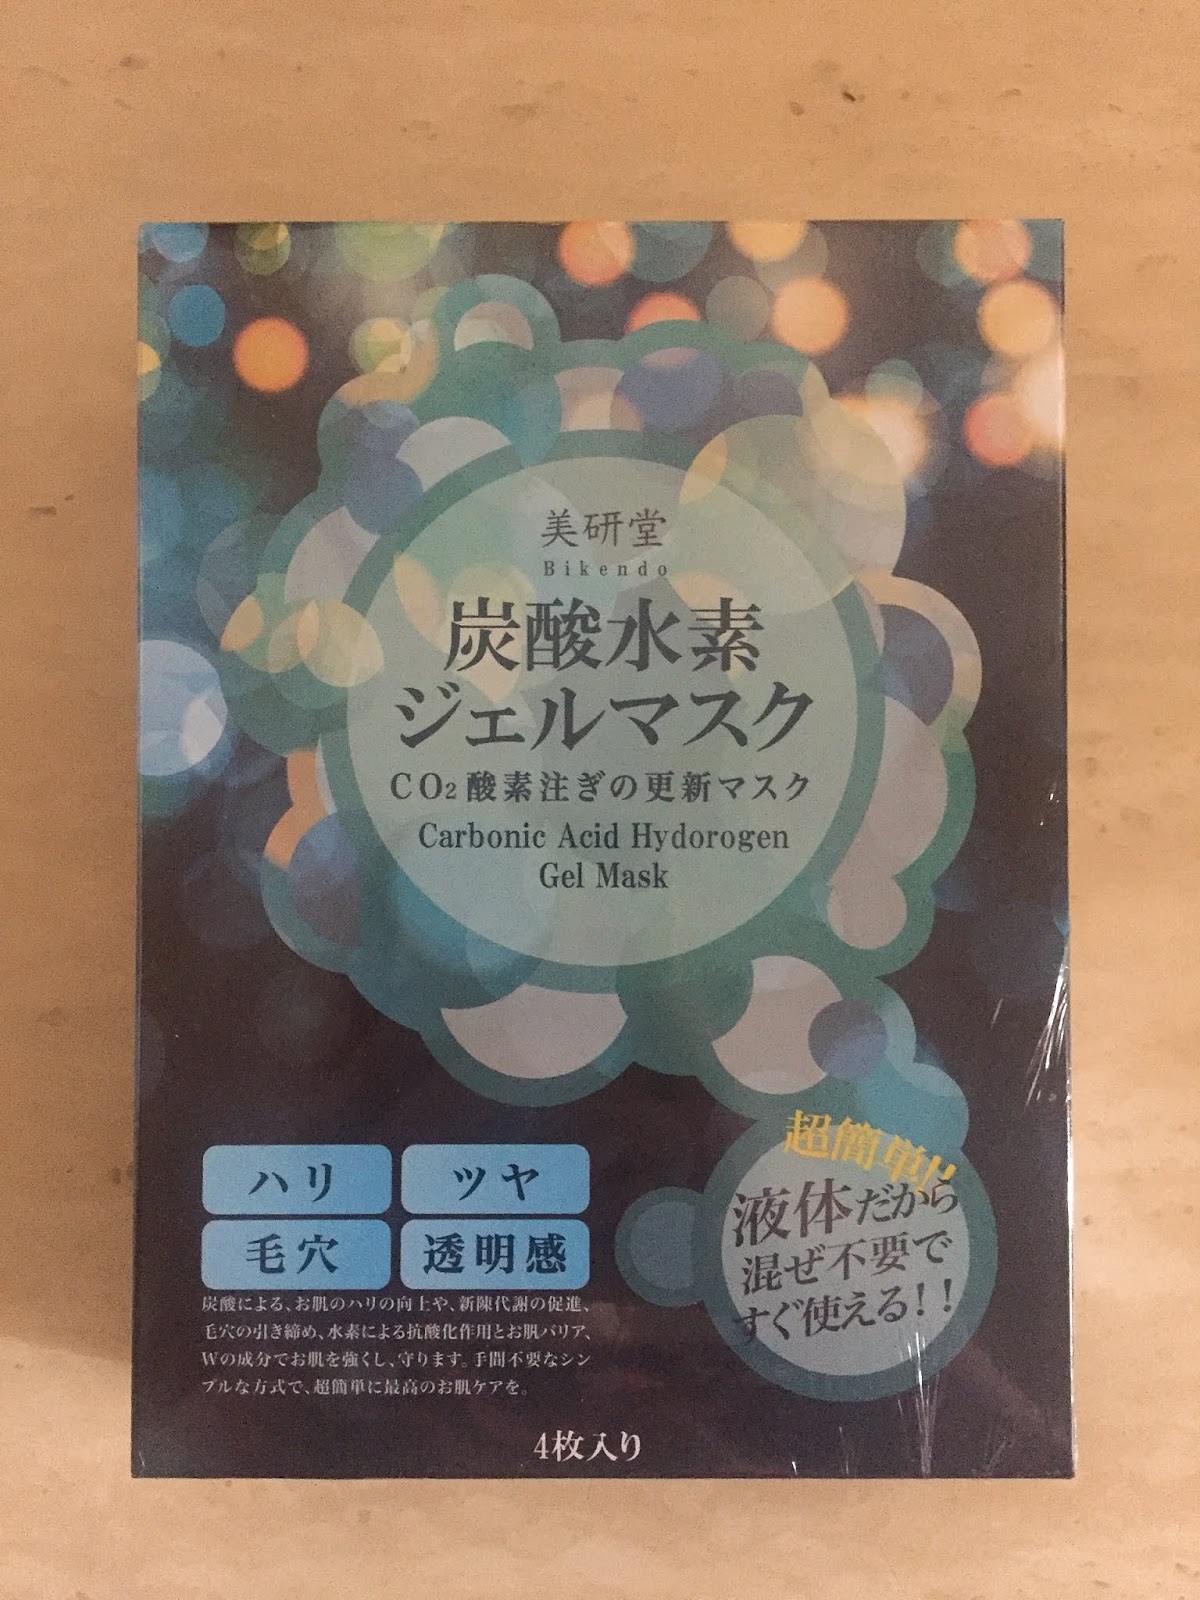 美研堂
Bikendo
炭酸水素
ジェルマスク
CO₂酸素注ぎの更新マスク
Carbonic Acid Hydorogen
Gel Mask
超簡単!!
液体だから
混ぜ不要で
すぐ使える！！
ハリ
ツヤ
毛穴
透明感
炭酸による、お肌のハリの向上や、新陳代謝の促進、
毛穴の引き締め、水素による抗酸化作用とお肌バリア、
Wの成分でお肌を強くし、守ります。手間不要なシン
プルな方式で、超簡単に最高のお肌ケアを。
4枚入り